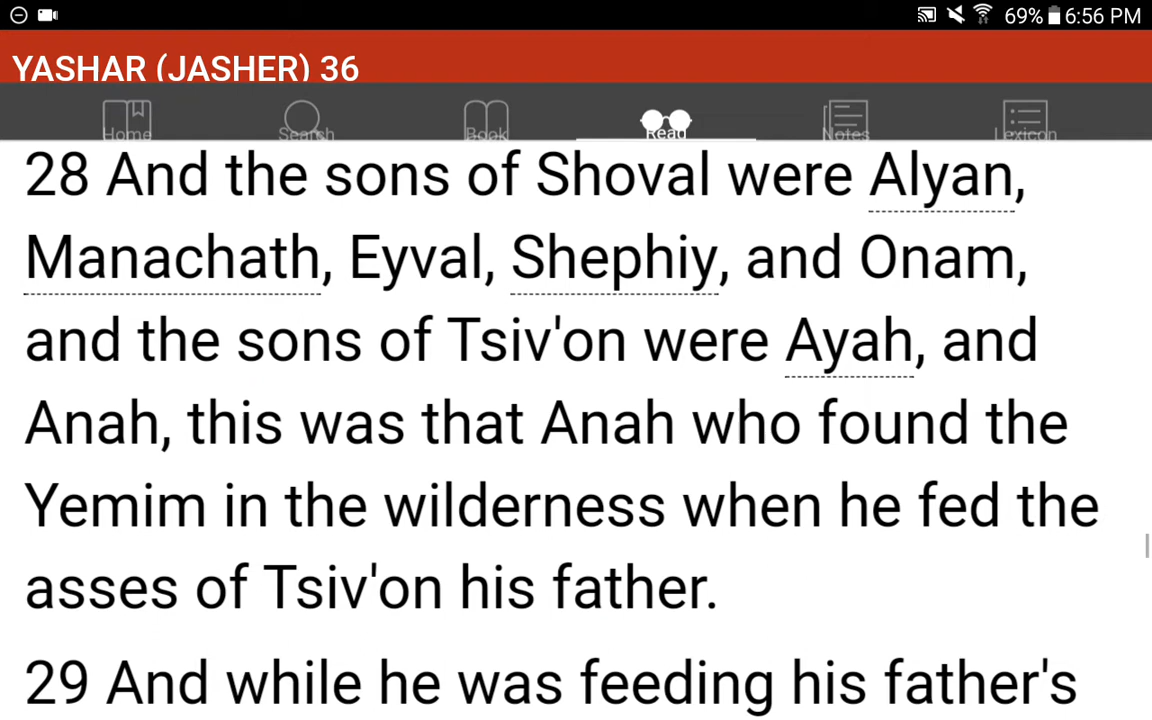 69% 6:56 PM
YASHAR (JASHER) 36
Home Search Book Read Notes Lexicon
28 And the sons of Shoval were Alyan,
Manachath, Eyval, Shephiy, and Onam,
and the sons of Tsiv'on were Ayah, and
Anah, this was that Anah who found the
Yemim in the wilderness when he fed the
asses of Tsiv'on his father.
29 And while he was feeding his father's